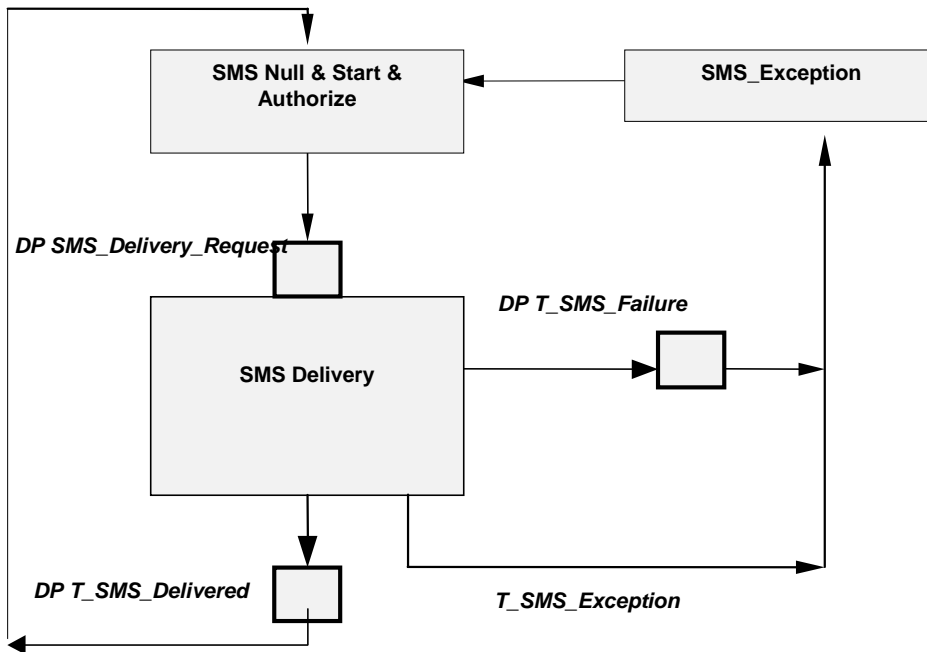 SMS Null & Start &
Authorize
SMS_Exception
DP SMS_Delivery_Request
DP T_SMS_Failure
SMS Delivery
DP T_SMS_Delivered
T_SMS_Exception